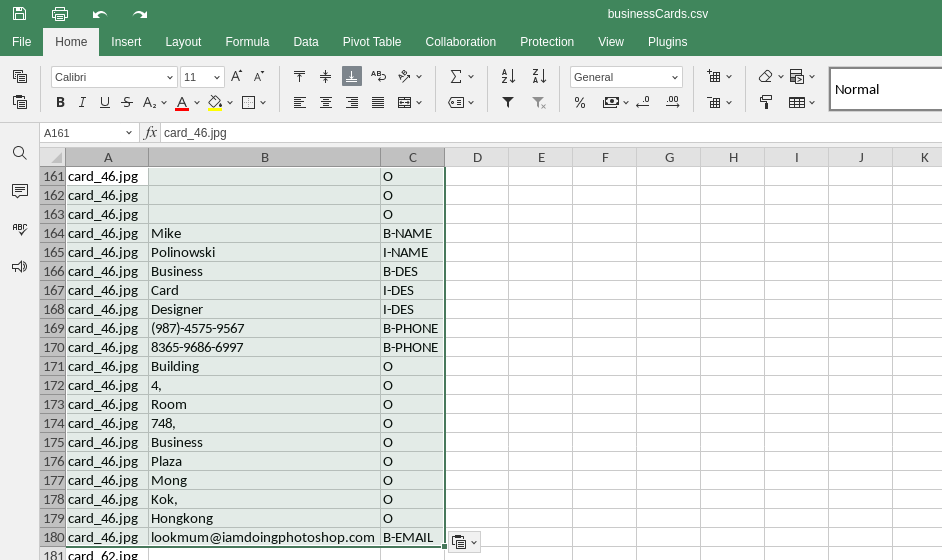 businessCards.csv
File Home Insert Layout Formula Data Pivot Table Collaboration Protection View Plugins
Calibri 11 A A General
B I U S A₂ A % .0 .00 Normal
A161 fx card_46.jpg
A B C D E F G H I J K
161 card_46.jpg O
162 card_46.jpg O
163 card_46.jpg O
164 card_46.jpg Mike B-NAME
165 card_46.jpg Polinowski I-NAME
166 card_46.jpg Business B-DES
167 card_46.jpg Card I-DES
168 card_46.jpg Designer I-DES
169 card_46.jpg (987)-4575-9567 B-PHONE
170 card_46.jpg 8365-9686-6997 B-PHONE
171 card_46.jpg Building O
172 card_46.jpg 4, O
173 card_46.jpg Room O
174 card_46.jpg 748, O
175 card_46.jpg Business O
176 card_46.jpg Plaza O
177 card_46.jpg Mong O
178 card_46.jpg Kok, O
179 card_46.jpg Hongkong O
180 card_46.jpg lookmum@iamdoingphotoshop.com B-EMAIL
181 card_62.jpg